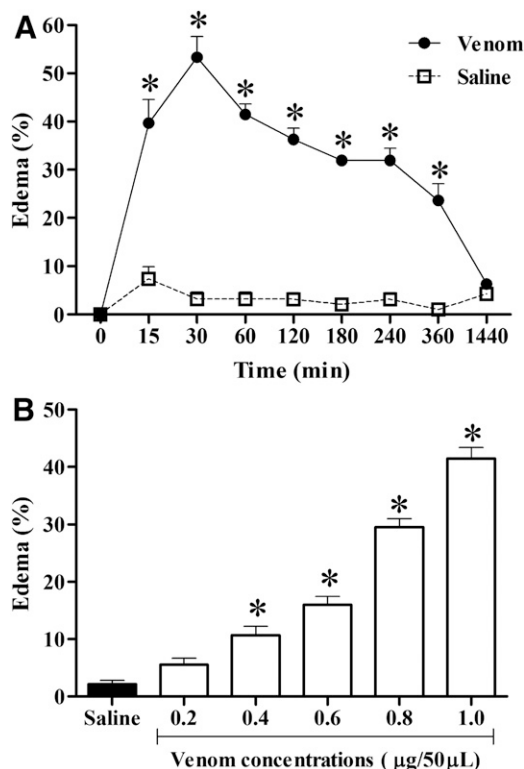 A
60
50
40
30
20
10
0
Edema (%)
* * * * * * *
Venom
Saline
0 15 30 60 120 180 240 360 1440
Time (min)
B
50
40
30
20
10
0
Edema (%)
* * * *
Saline 0.2 0.4 0.6 0.8 1.0
Venom concentrations ( µg/50µL)